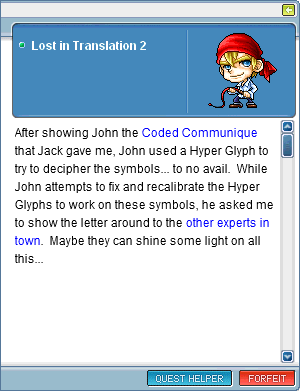 Lost in Translation 2
After showing John the Coded Communique
that Jack gave me, John used a Hyper Glyph to
try to decipher the symbols... to no avail.  While
John attempts to fix and recalibrate the Hyper
Glyphs to work on these symbols, he asked me
to show the letter around to the other experts in
town.  Maybe they can shine some light on all
this...
QUEST HELPER
FORFEIT